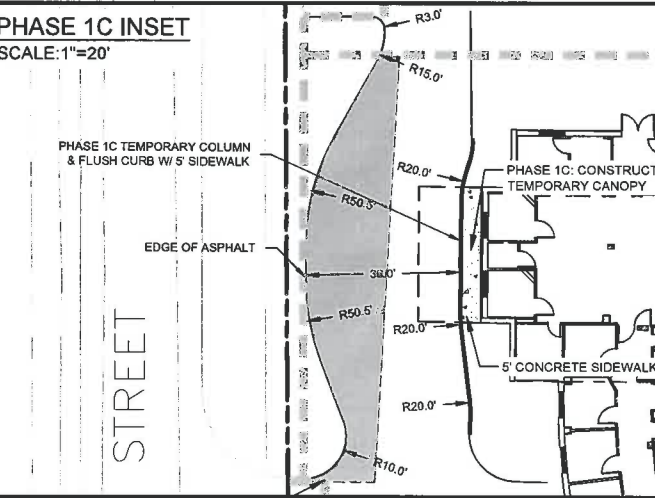 PHASE 1C INSET
SCALE:1"=20'
R3.0'
R15.0'
PHASE 1C TEMPORARY COLUMN
& FLUSH CURB W/ 5' SIDEWALK
R20.0'
PHASE 1C: CONSTRUCT
TEMPORARY CANOPY
R50.5'
EDGE OF ASPHALT
36.0'
R50.5'
R20.0'
STREET
5' CONCRETE SIDEWALK
R20.0'
R10.0'